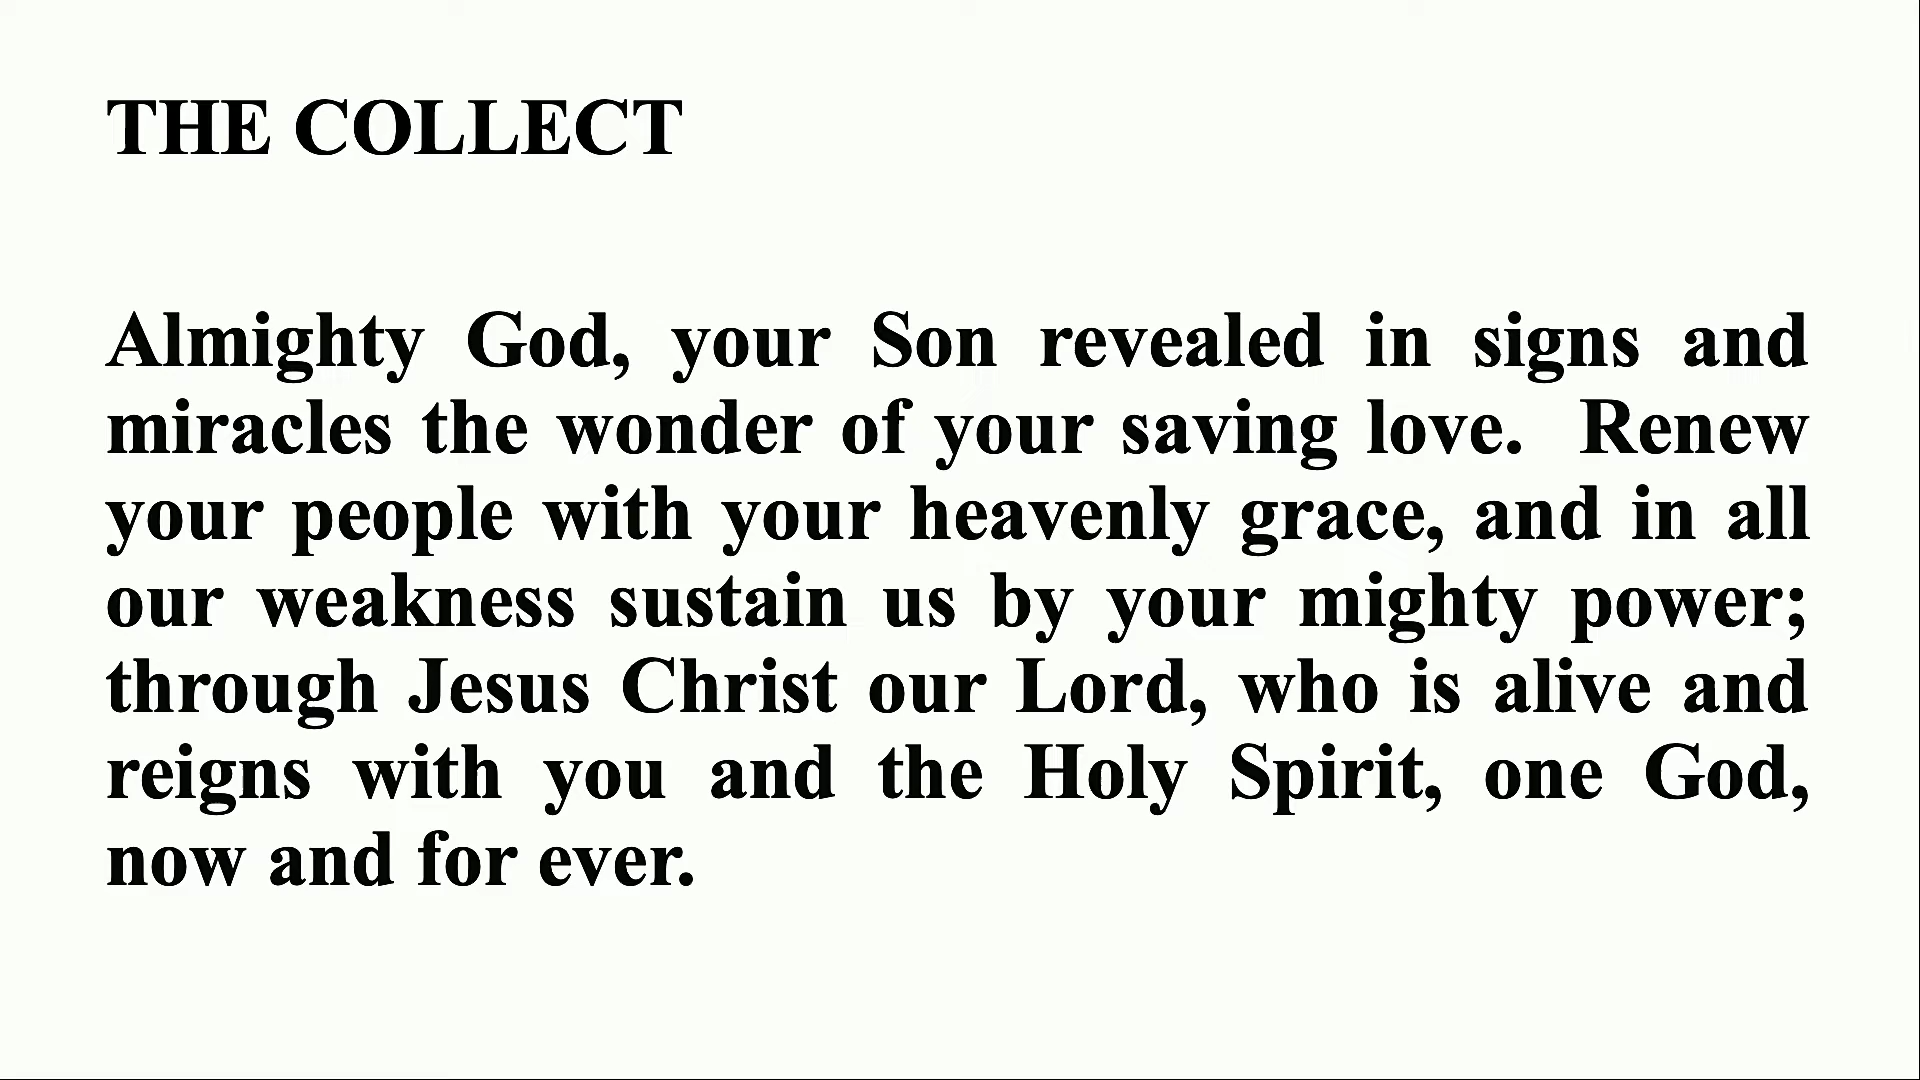 THE COLLECT
Almighty God, your Son revealed in signs and
miracles the wonder of your saving love.  Renew
your people with your heavenly grace, and in all
our weakness sustain us by your mighty power;
through Jesus Christ our Lord, who is alive and
reigns with you and the Holy Spirit, one God,
now and for ever.